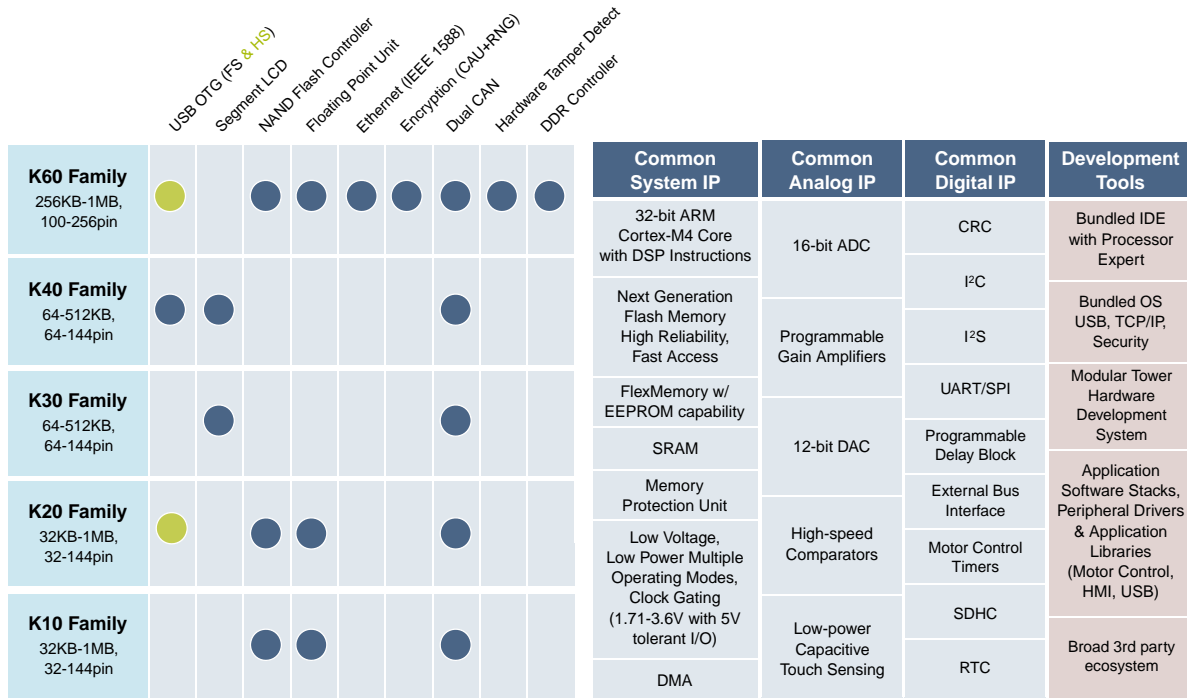 USB OTG (FS & HS)
Segment LCD
NAND Flash Controller
Floating Point Unit
Ethernet (IEEE 1588)
Encryption (CAU+RNG)
Dual CAN
Hardware Tamper Detect
DDR Controller
K60 Family
256KB-1MB,
100-256pin
K40 Family
64-512KB,
64-144pin
K30 Family
64-512KB,
64-144pin
K20 Family
32KB-1MB,
32-144pin
K10 Family
32KB-1MB,
32-144pin
Common
System IP
32-bit ARM
Cortex-M4 Core
with DSP Instructions
Next Generation
Flash Memory
High Reliability,
Fast Access
FlexMemory w/
EEPROM capability
SRAM
Memory
Protection Unit
Low Voltage,
Low Power Multiple
Operating Modes,
Clock Gating
(1.71-3.6V with 5V
tolerant I/O)
DMA
Common
Analog IP
16-bit ADC
Programmable
Gain Amplifiers
12-bit DAC
High-speed
Comparators
Low-power
Capacitive
Touch Sensing
Common
Digital IP
CRC
I²C
I²S
UART/SPI
Programmable
Delay Block
External Bus
Interface
Motor Control
Timers
SDHC
RTC
Development
Tools
Bundled IDE
with Processor
Expert
Bundled OS
USB, TCP/IP,
Security
Modular Tower
Hardware
Development
System
Application
Software Stacks,
Peripheral Drivers
& Application
Libraries
(Motor Control,
HMI, USB)
Broad 3rd party
ecosystem